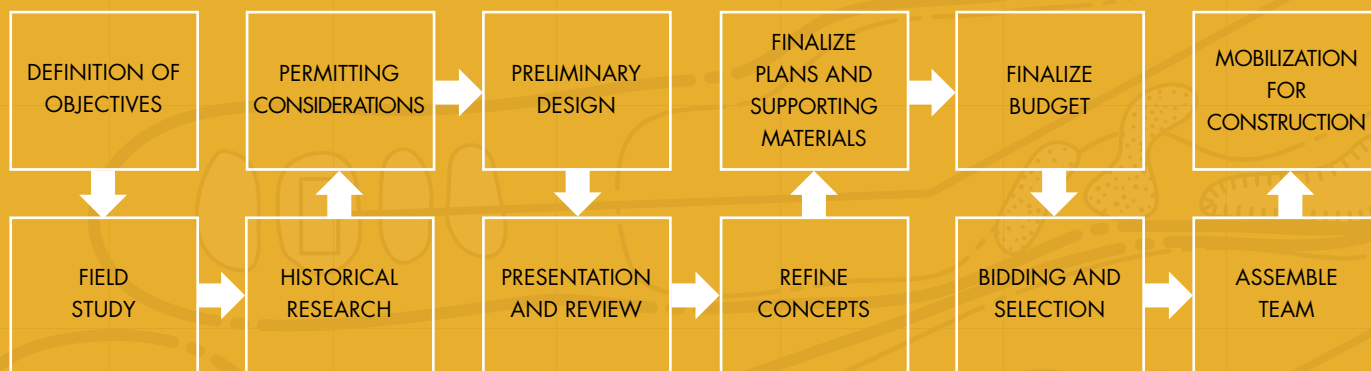 DEFINITION OF
OBJECTIVES
FIELD
STUDY
HISTORICAL
RESEARCH
PERMITTING
CONSIDERATIONS
PRELIMINARY
DESIGN
PRESENTATION
AND REVIEW
REFINE
CONCEPTS
FINALIZE
PLANS AND
SUPPORTING
MATERIALS
FINALIZE
BUDGET
BIDDING AND
SELECTION
ASSEMBLE
TEAM
MOBILIZATION
FOR
CONSTRUCTION